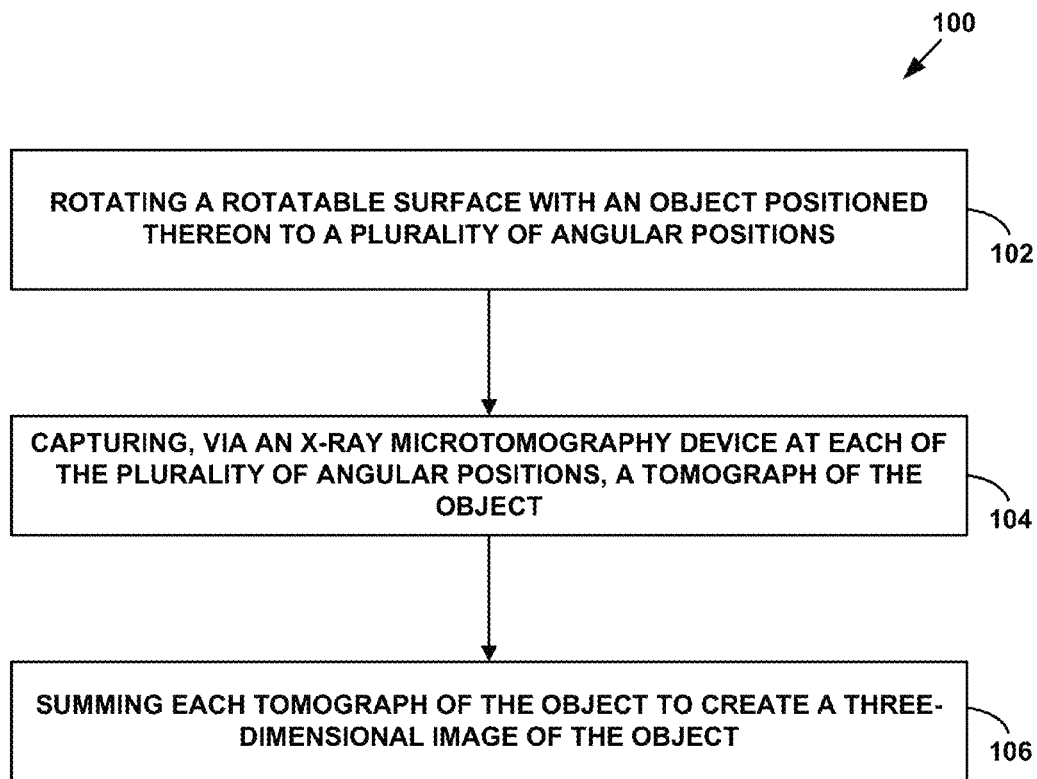 100
ROTATING A ROTATABLE SURFACE WITH AN OBJECT POSITIONED
THEREON TO A PLURALITY OF ANGULAR POSITIONS
102
CAPTURING, VIA AN X-RAY MICROTOMOGRAPHY DEVICE AT EACH OF
THE PLURALITY OF ANGULAR POSITIONS, A TOMOGRAPH OF THE
OBJECT
104
SUMMING EACH TOMOGRAPH OF THE OBJECT TO CREATE A THREE-
DIMENSIONAL IMAGE OF THE OBJECT
106